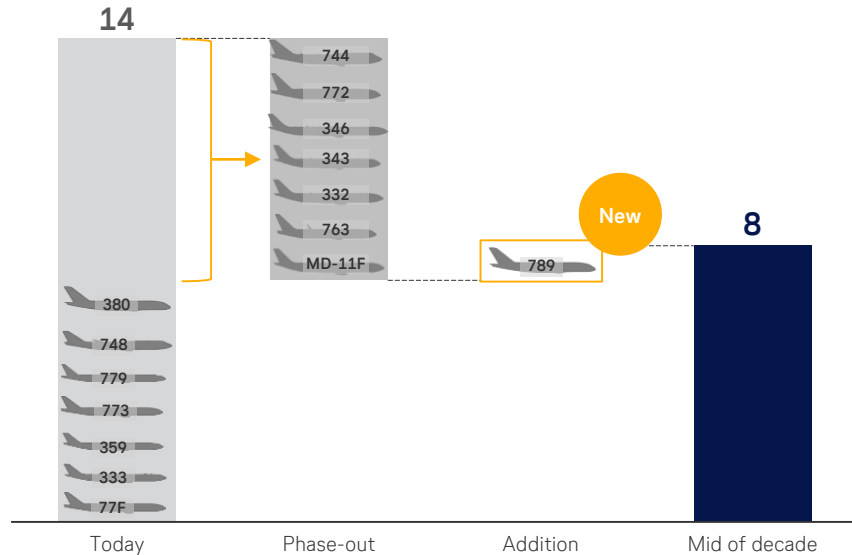 14
744
772
346
343
332
763
MD-11F
380
748
779
773
359
333
77F
789
New
8
Today
Phase-out
Addition
Mid of decade